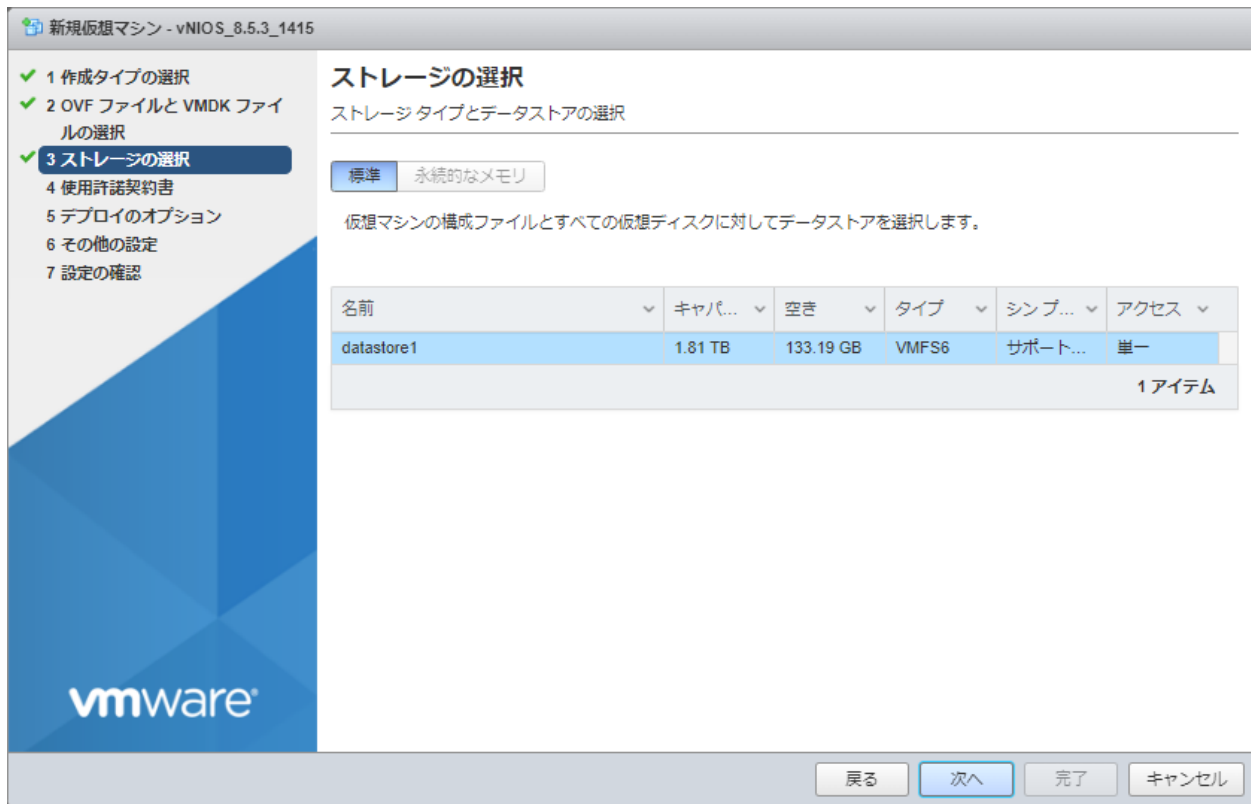 新規仮想マシン - vNIOS_8.5.3_1415
1 作成タイプの選択
2 OVF ファイルと VMDK ファイ
ルの選択
3 ストレージの選択
4 使用許諾契約書
5 デプロイのオプション
6 その他の設定
7 設定の確認
vmware
ストレージの選択
ストレージ タイプとデータストアの選択
標準 永続的なメモリ
仮想マシンの構成ファイルとすべての仮想ディスクに対してデータストアを選択します。
名前 キャパ... 空き タイプ シン プ... アクセス
datastore1 1.81 TB 133.19 GB VMFS6 サポート... 単一
1 アイテム
戻る 次へ 完了 キャンセル